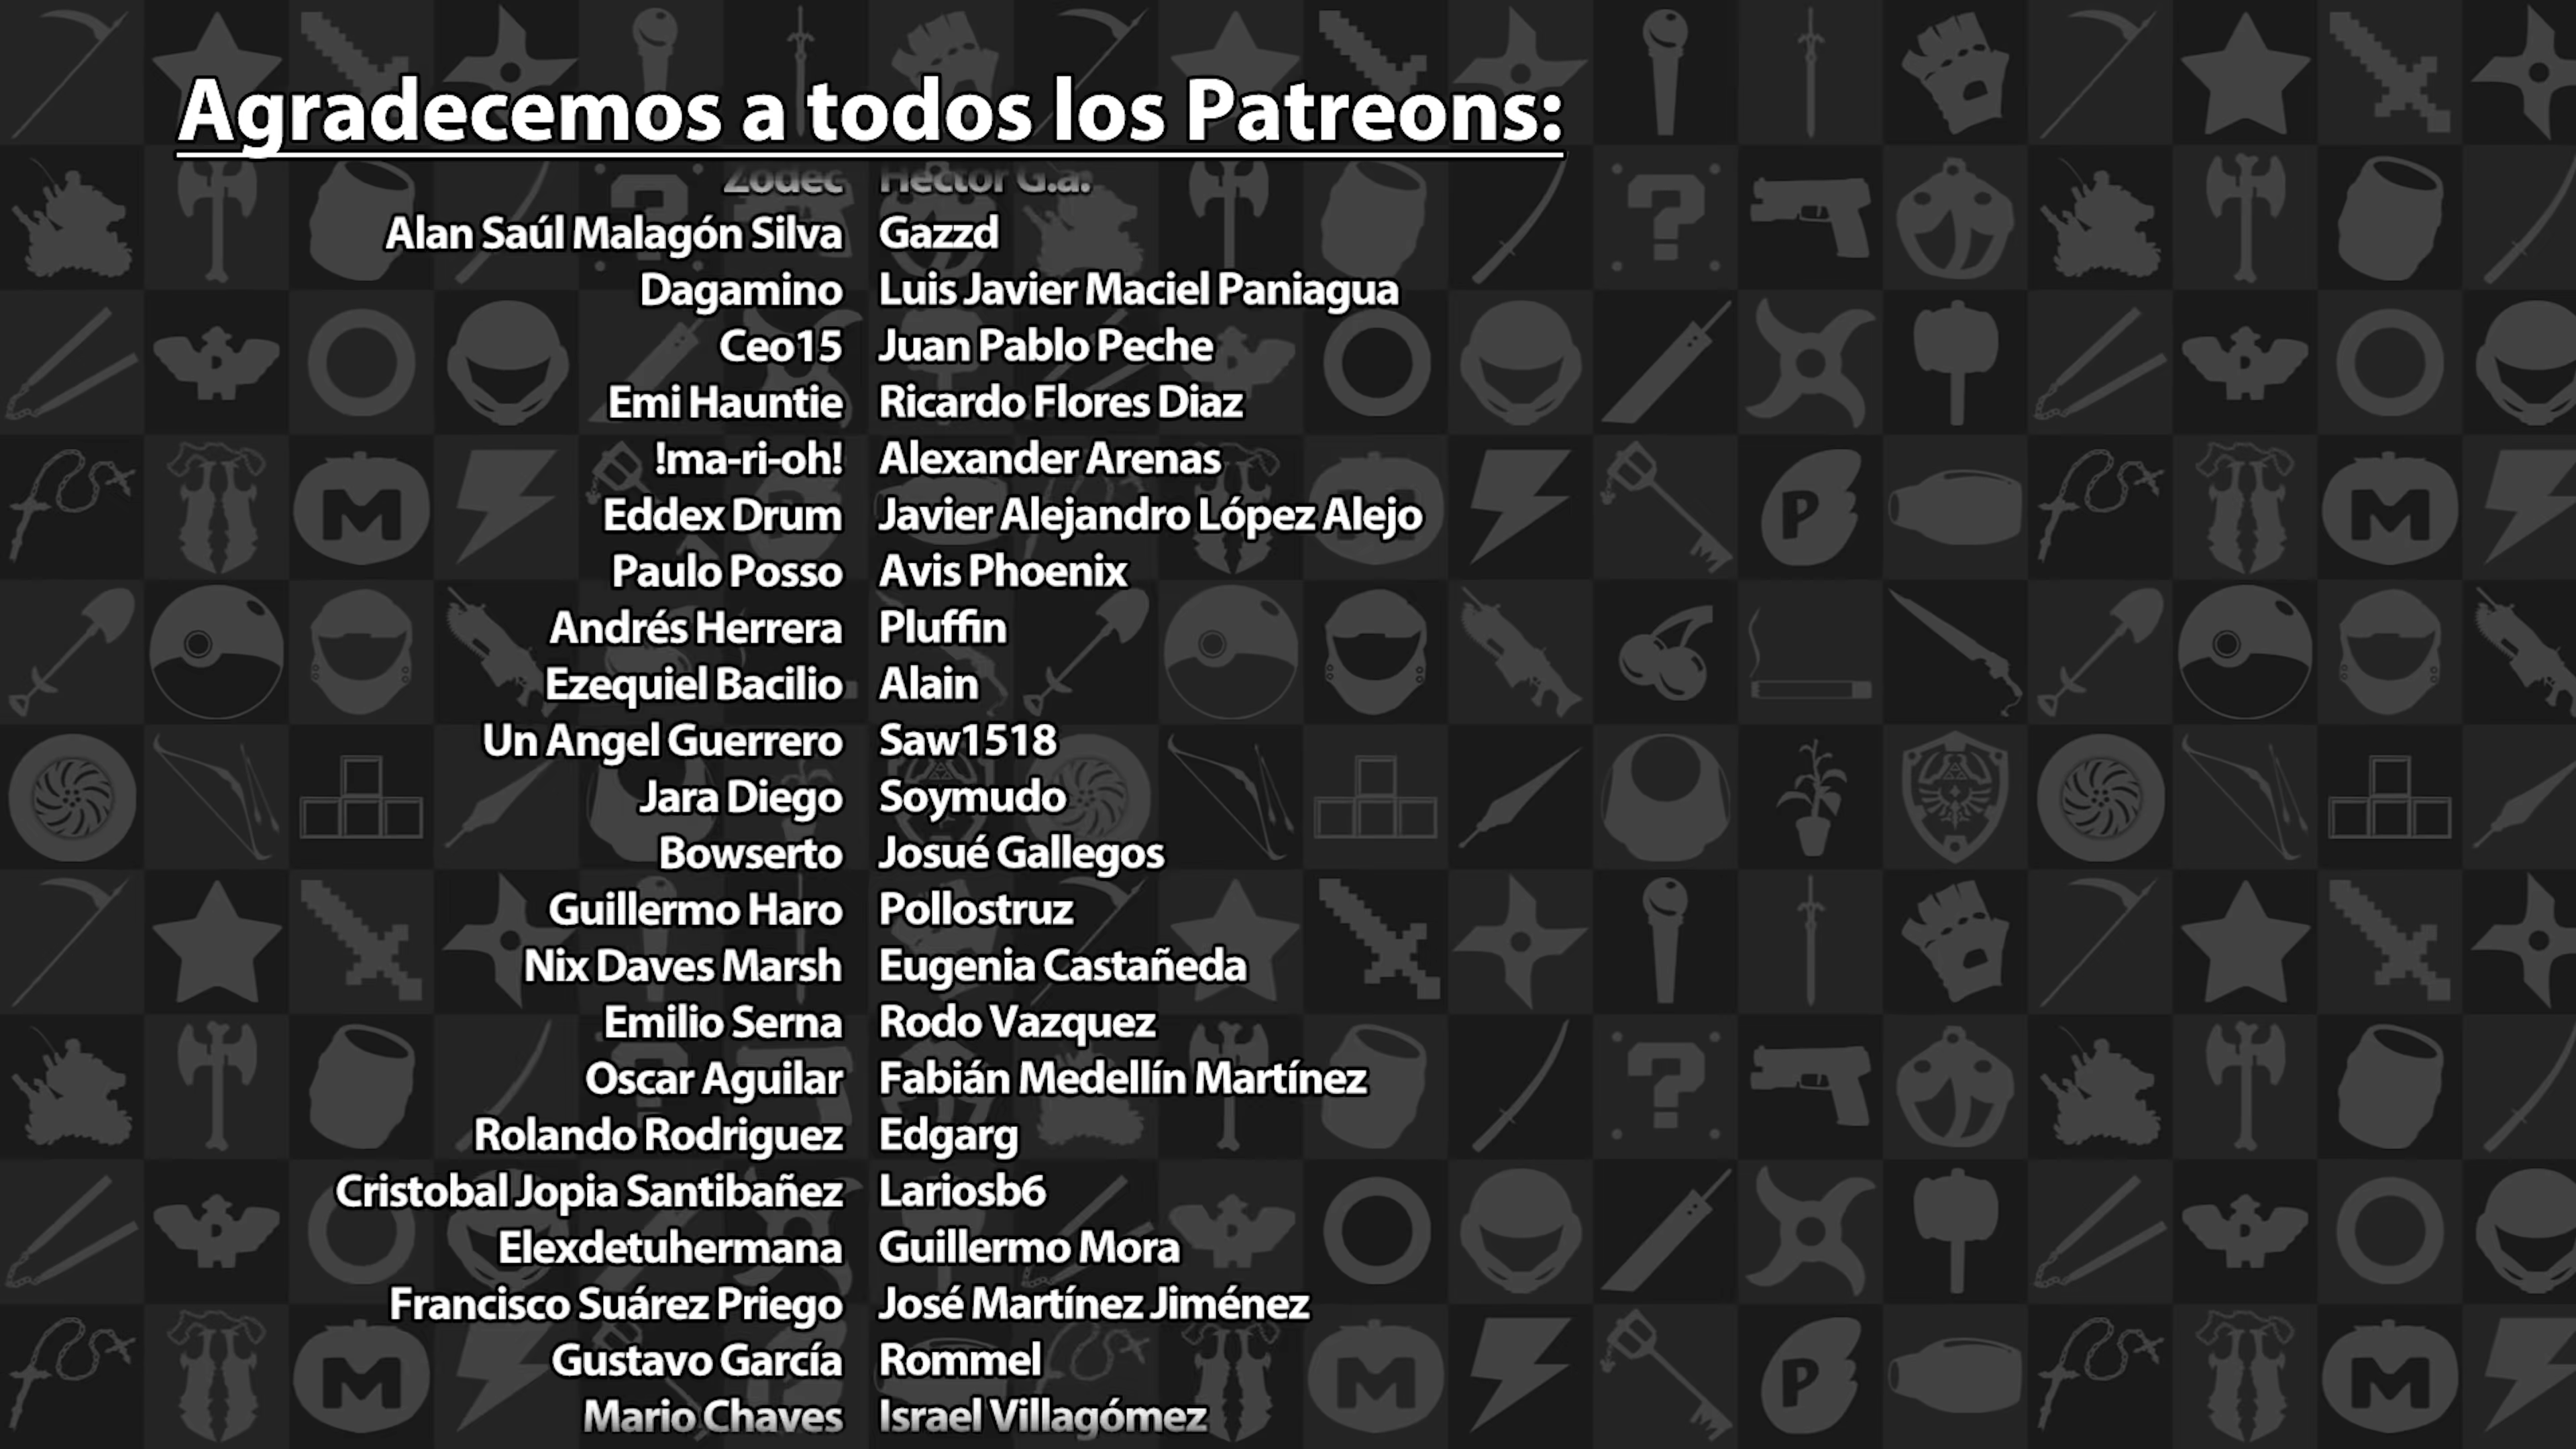 Agradecemos a todos los Patreons:
Zodec Hector G.a.
Alan Saúl Malagón Silva Gazzd
Dagamino Luis Javier Maciel Paniagua
Ceo15 Juan Pablo Peche
Emi Hauntie Ricardo Flores Diaz
!ma-ri-oh! Alexander Arenas
Eddex Drum Javier Alejandro López Alejo
Paulo Posso Avis Phoenix
Andrés Herrera Pluffin
Ezequiel Bacilio Alain
Un Angel Guerrero Saw1518
Jara Diego Soymudo
Bowserto Josué Gallegos
Guillermo Haro Pollostruz
Nix Daves Marsh Eugenia Castañeda
Emilio Serna Rodo Vazquez
Oscar Aguilar Fabián Medellín Martínez
Rolando Rodriguez Edgarg
Cristobal Jopia Santibañez Lariosb6
Elexdetuhermana Guillermo Mora
Francisco Suárez Priego José Martínez Jiménez
Gustavo García Rommel
Mario Chaves Israel Villagómez